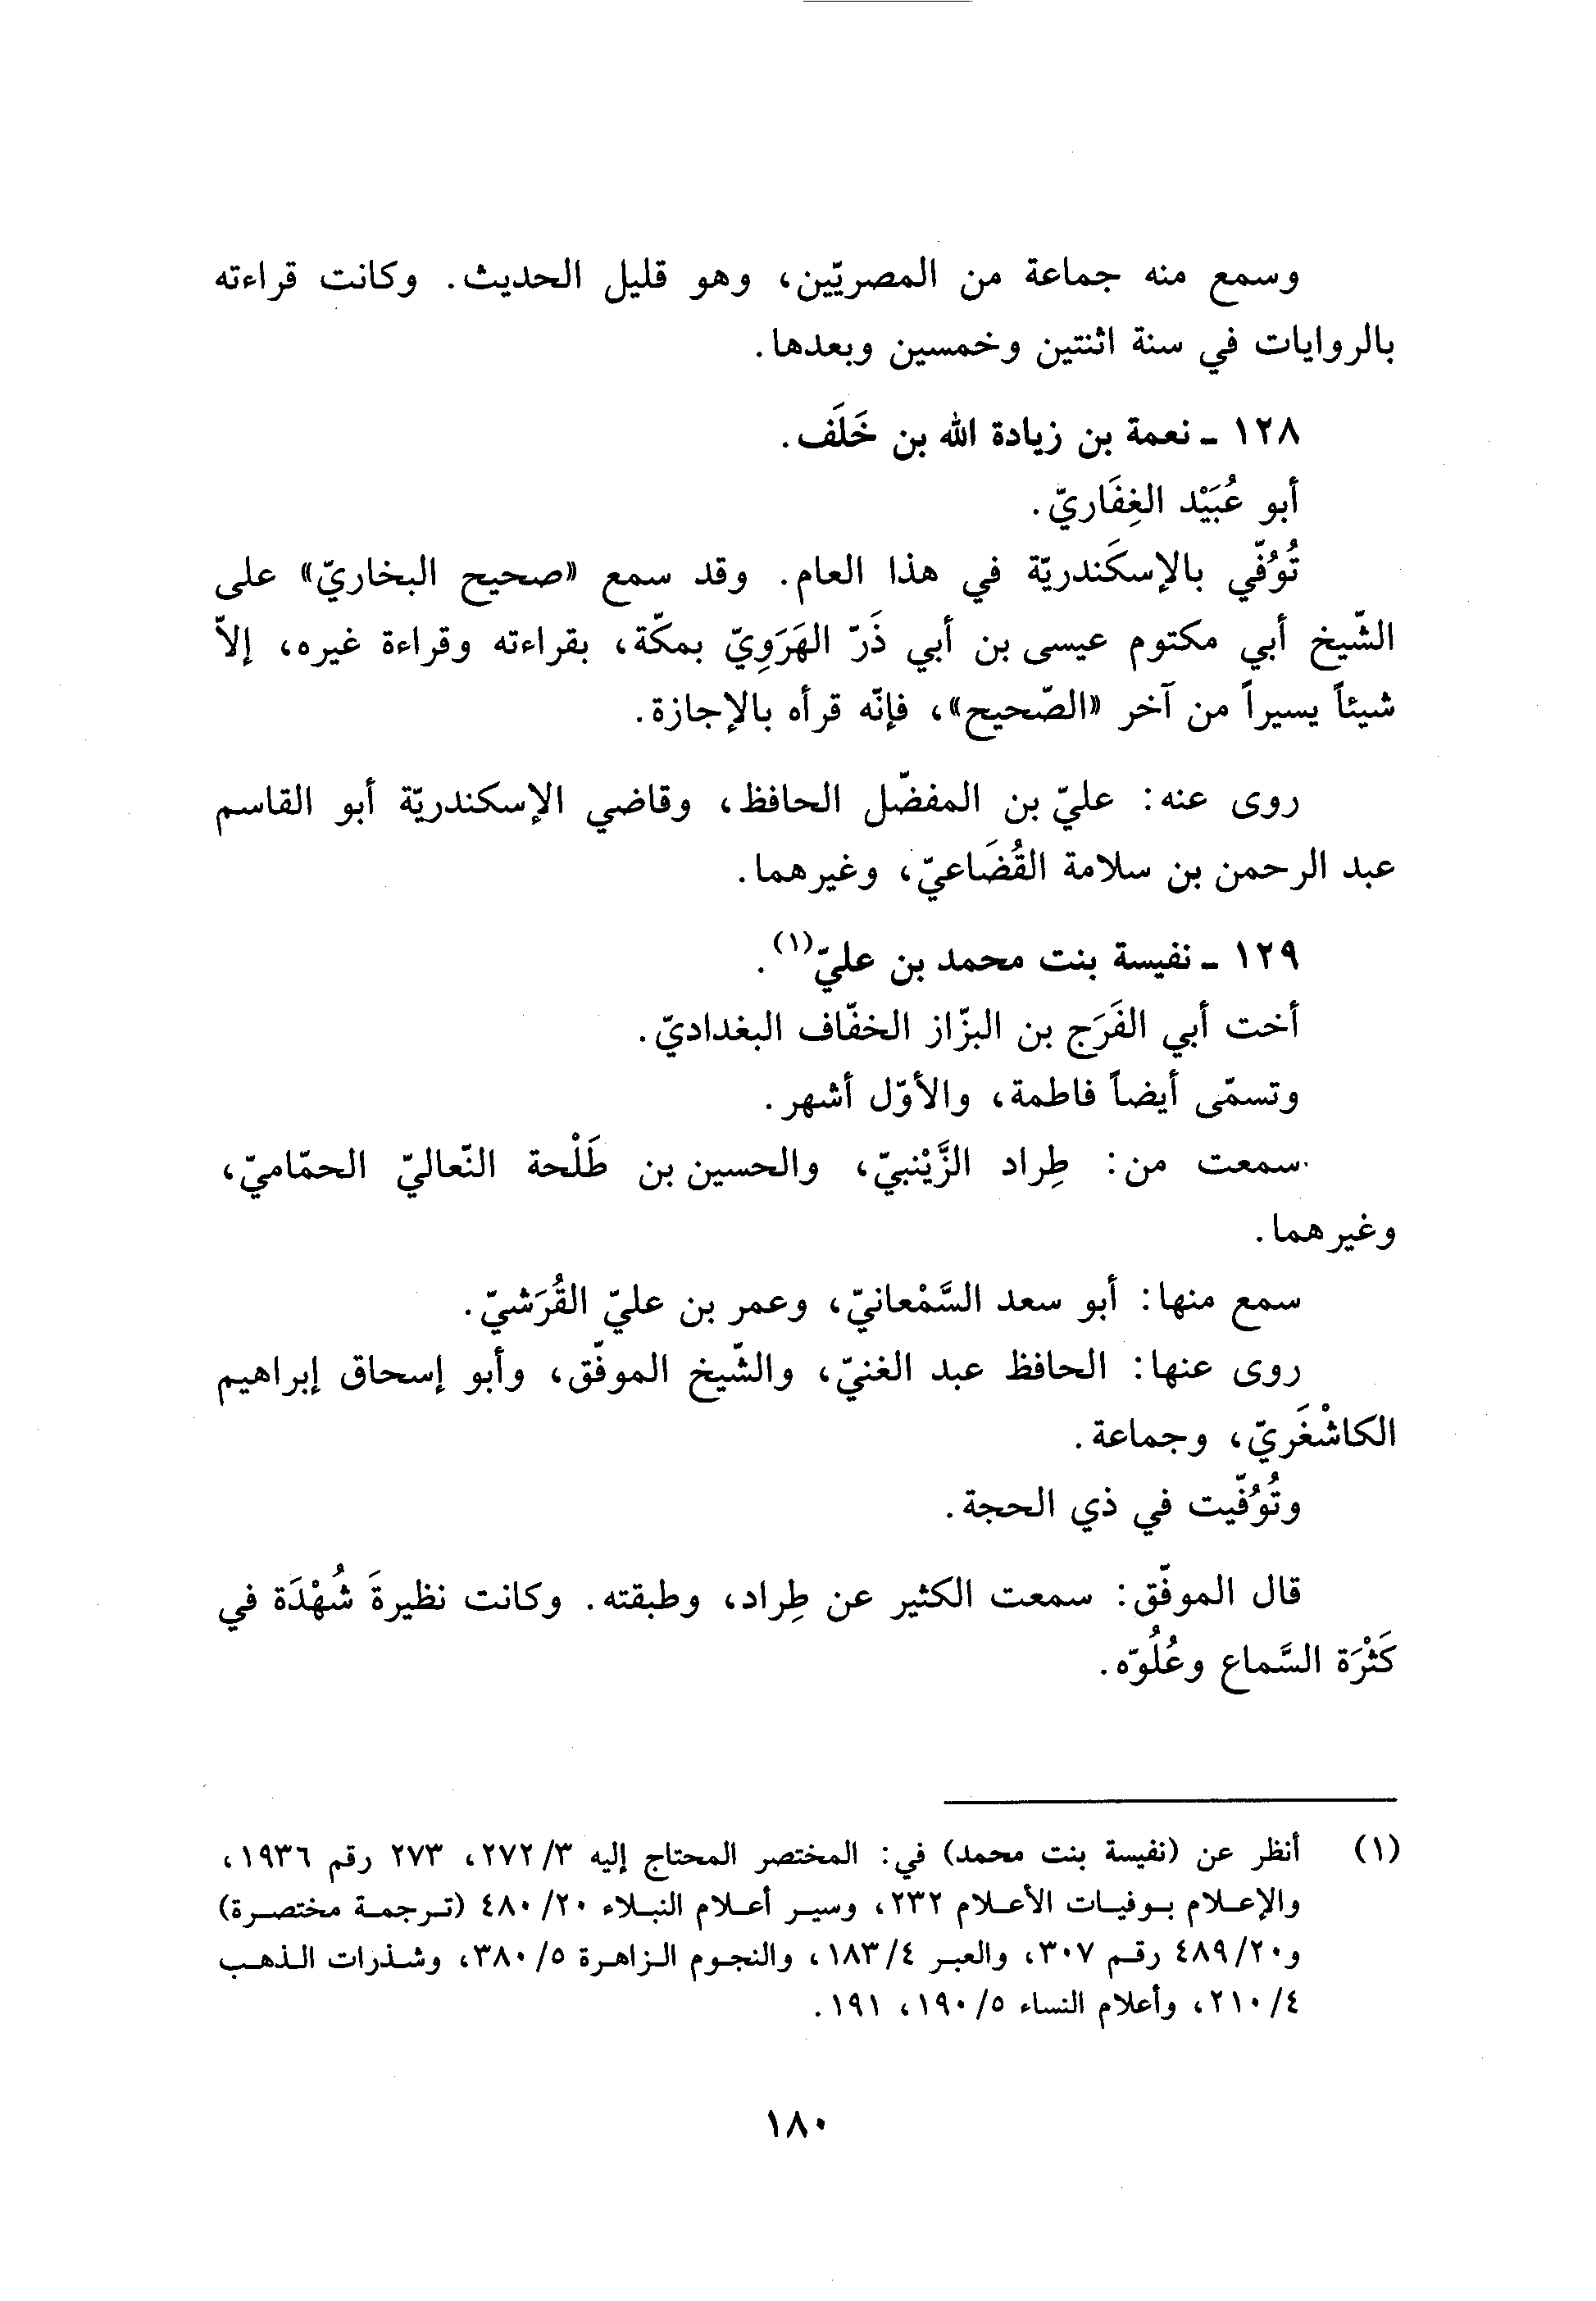 وسمع منه جماعة من المصريّين، وهو قليل الحديث. وكانت قراءته
بالروايات في سنة اثنتين وخمسين وبعدها.
١٢٨ ـ نعمة بن زيادة الله بن خَلَف.
أبو عُبَيْد الغِفَاريّ.
تُوُفّي بالإسكَندريّة في هذا العام. وقد سمع «صحيح البخاريّ» على
الشّيخ أبي مكتوم عيسى بن أبي ذَرّ الهَرَوِيّ بمكّة، بقراءته وقراءة غيره، إلاّ
شيئاً يسيراً من آخر «الصّحيح»، فإنّه قرأه بالإجازة.
روى عنه: عليّ بن المفضّل الحافظ، وقاضي الإسكندريّة أبو القاسم
عبد الرحمن بن سلامة القُضَاعيّ، وغيرهما.
١٢٩ ـ نفيسة بنت محمد بن عليّ(١).
أخت أبي الفَرَج بن البزّاز الخفّاف البغداديّ.
وتسمّى أيضاً فاطمة، والأوّل أشهر.
سمعت من: طِراد الزَّيْنبيّ، والحسين بن طَلْحة النّعاليّ الحمّاميّ،
وغيرهما.
سمع منها: أبو سعد السَّمْعانيّ، وعمر بن عليّ القُرَشيّ.
روى عنها: الحافظ عبد الغنيّ، والشّيخ الموفّق، وأبو إسحاق إبراهيم
الكاشْغَريّ، وجماعة.
وتُوُفّيت في ذي الحجة.
قال الموفّق: سمعت الكثير عن طِراد، وطبقته. وكانت نظيرةَ شُهْدَة في
كَثْرَة السَّماع وعُلُوّه.
(١) أنظر عن (نفيسة بنت محمد) في: المختصر المحتاج إليه ٢٧٢/٣، ٢٧٣ رقم ١٩٣٦،
والإعلام بوفيات الأعلام ٢٣٢، وسير أعلام النبلاء ٤٨٠/٢٠ (ترجمة مختصرة)
و٤٨٩/٢٠ رقم ٣٠٧، والعبر ١٨٣/٤، والنجوم الزاهرة ٣٨٠/٥، وشذرات الذهب
٢١٠/٤، وأعلام النساء ١٩٠/٥، ١٩١.
١٨٠